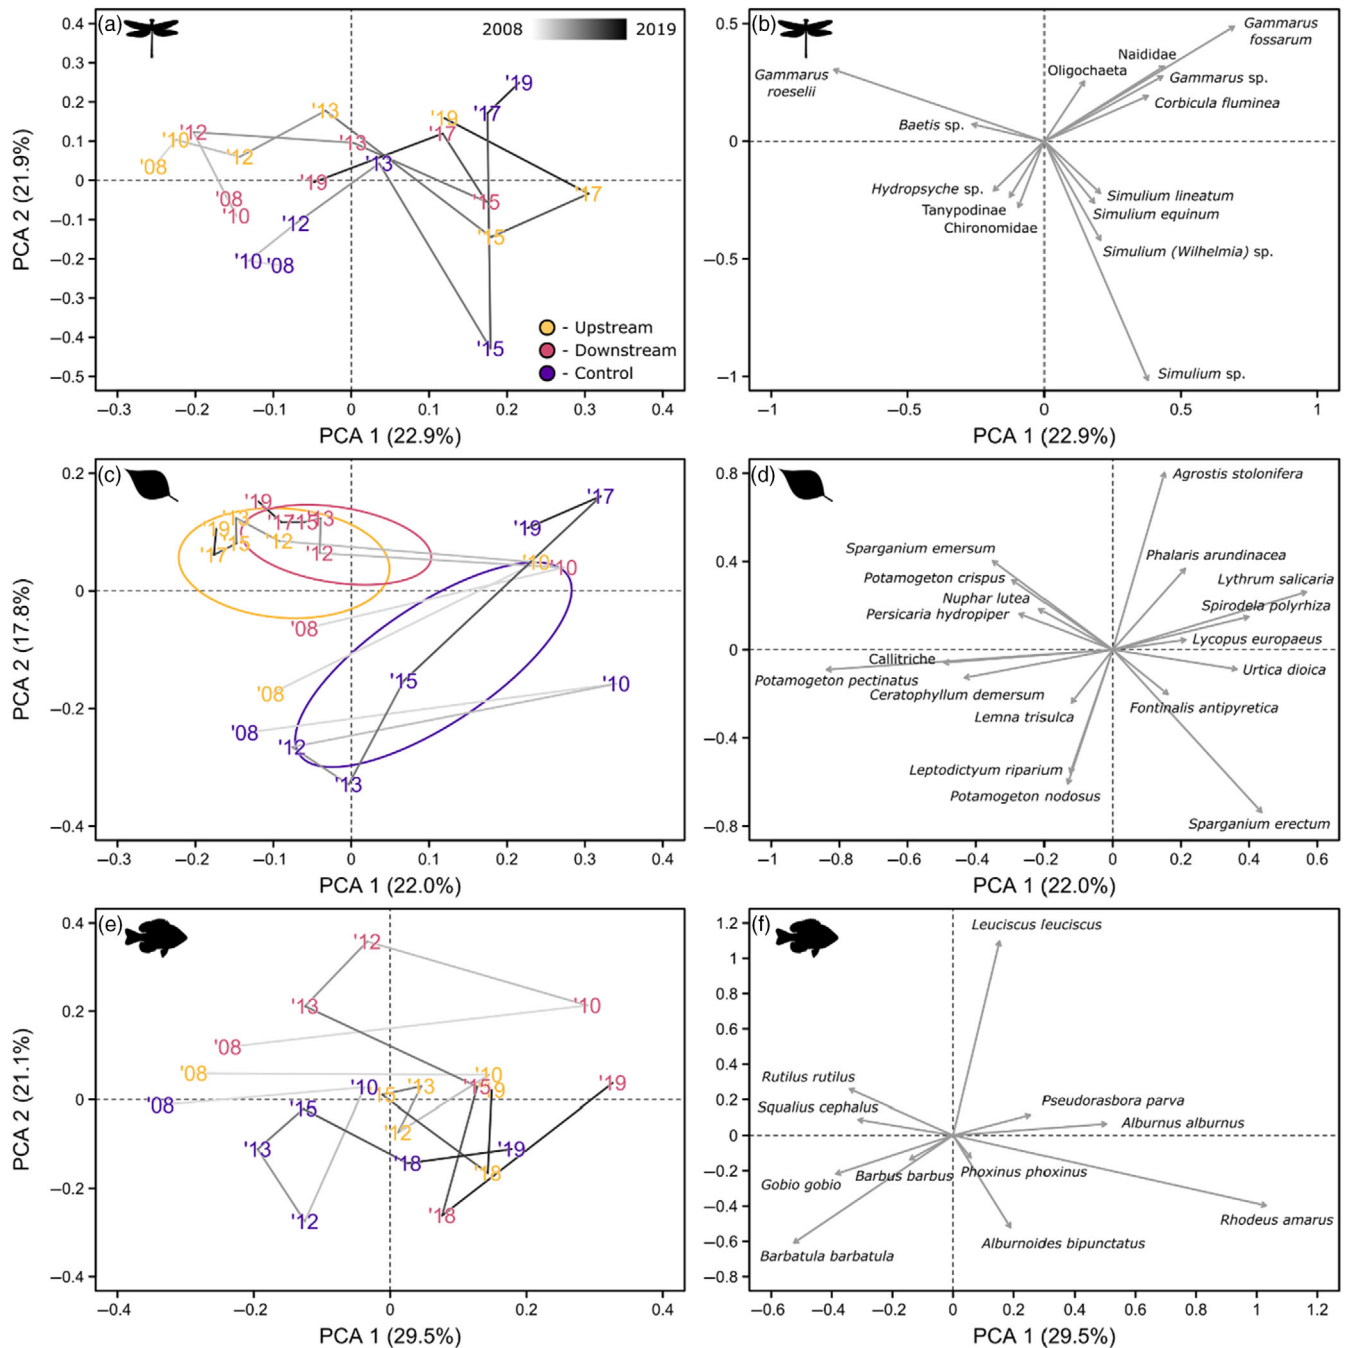 (a)
2008 2019
0.4
0.3
0.2
0.1
0
–0.1
–0.2
–0.3
–0.4
–0.5
PCA 2 (21.9%)
'19
'17
'13
'19
'12
'10
'17
'13
'12
'08
'13
'19
'17
'08
'15
'10
'12
'15
'10
'08
'15
- Upstream
- Downstream
- Control
–0.3 –0.2 –0.1 0 0.1 0.2 0.3 0.4
PCA 1 (22.9%)
(b)
0.5
0
–0.5
–1
Gammarus
fossarum
Naididae
Oligochaeta
Gammarus sp.
Gammarus
roeselii
Corbicula fluminea
Baetis sp.
Hydropsyche sp.
Simulium lineatum
Tanypodinae
Simulium equinum
Chironomidae
Simulium (Wilhelmia) sp.
Simulium sp.
–1 –0.5 0 0.5 1
PCA 1 (22.9%)
(c)
0.2
0
–0.2
–0.4
PCA 2 (17.8%)
'19
'17
'13
'17
'15
'13
'19
'19
'15
'12
'17
'12
'10
'10
'08
'15
'10
'08
'08
'12
'13
–0.3 –0.2 –0.1 0 0.1 0.2 0.3 0.4
PCA 1 (22.0%)
(d)
0.8
0.4
0
–0.4
–0.8
Agrostis stolonifera
Sparganium emersum
Phalaris arundinacea
Potamogeton crispus
Lythrum salicaria
Nuphar lutea
Spirodela polyrhiza
Persicaria hydropiper
Lycopus europaeus
Callitriche
Urtica dioica
Potamogeton pectinatus
Ceratophyllum demersum
Fontinalis antipyretica
Lemna trisulca
Leptodictyum riparium
Potamogeton nodosus
Sparganium erectum
–1 –0.8 –0.6 –0.4 –0.2 0 0.2 0.4 0.6
PCA 1 (22.0%)
(e)
0.4
0.2
0
–0.2
–0.4
PCA 2 (21.1%)
'12
'13
'10
'08
'08
'10
'10
'13
'15
'19
'15
'08
'15
'12
'13
'19
'18
'18
'12
'18
–0.4 –0.2 0 0.2 0.4
PCA 1 (29.5%)
(f)
1.2
1
0.8
0.6
0.4
0.2
0
–0.2
–0.4
–0.6
–0.8
Leuciscus leuciscus
Rutilus rutilus
Pseudorasbora parva
Squalius cephalus
Alburnus alburnus
Barbus barbus
Phoxinus phoxinus
Gobio gobio
Rhodeus amarus
Alburnoides bipunctatus
Barbatula barbatula
–0.6 –0.4 –0.2 0 0.2 0.4 0.6 0.8 1 1.2
PCA 1 (29.5%)